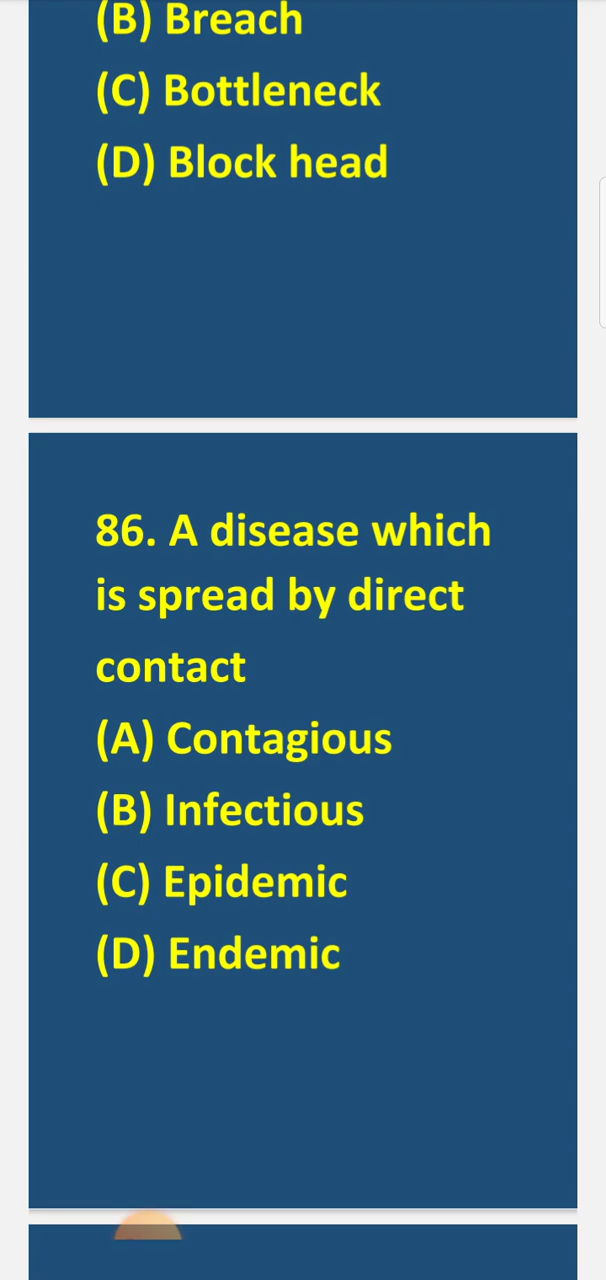 (B) Breach
(C) Bottleneck
(D) Block head
86. A disease which
is spread by direct
contact
(A) Contagious
(B) Infectious
(C) Epidemic
(D) Endemic